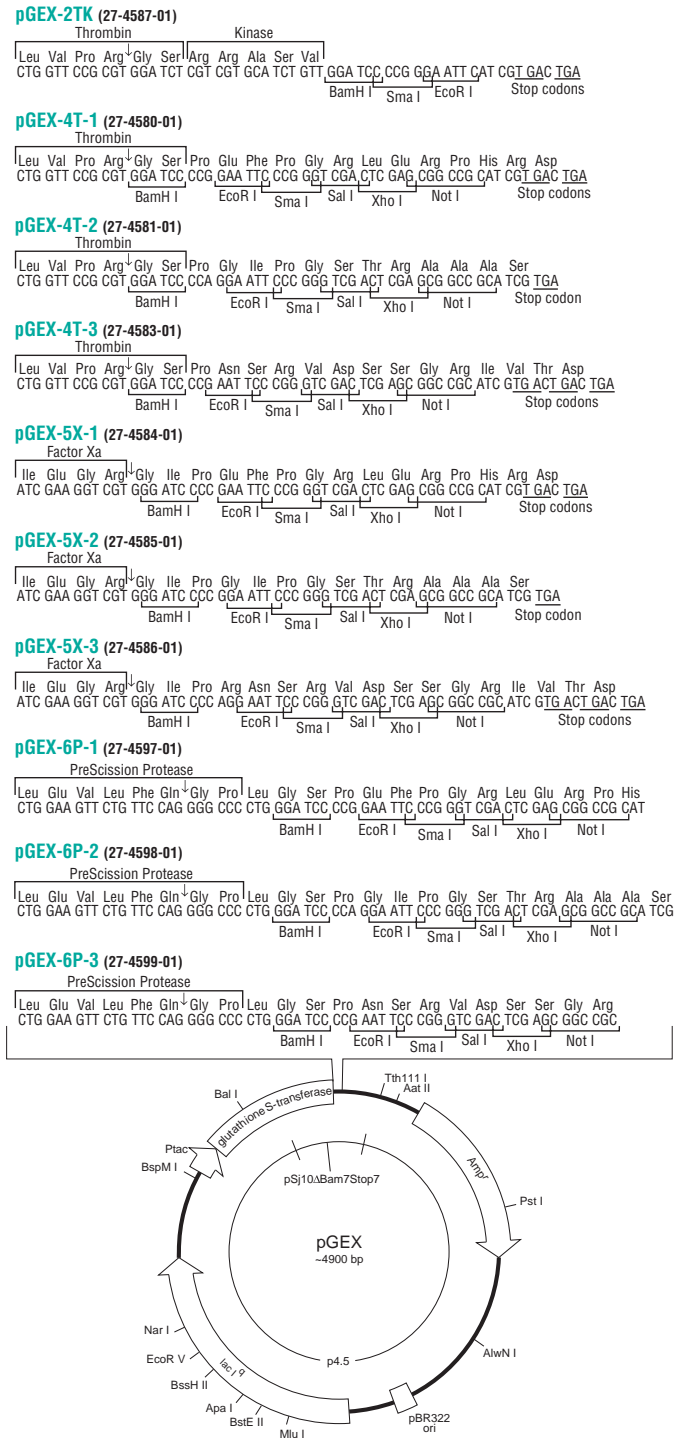 pGEX-2TK (27-4587-01)
Thrombin Kinase
Leu Val Pro Arg↓Gly Ser Arg Arg Ala Ser Val
CTG GTT CCG CGT GGA TCT CGT CGT GCA TCT GTT GGA TCC CCG GGA ATT CAT CGT GAC TGA
BamH I Sma I EcoR I Stop codons
pGEX-4T-1 (27-4580-01)
Thrombin
Leu Val Pro Arg↓Gly Ser Pro Glu Phe Pro Gly Arg Leu Glu Arg Pro His Arg Asp
CTG GTT CCG CGT GGA TCC CCG GAA TTC CCG GGT CGA CTC GAG CGG CCG CAT CGT GAC TGA
BamH I EcoR I Sma I Sal I Xho I Not I Stop codons
pGEX-4T-2 (27-4581-01)
Thrombin
Leu Val Pro Arg↓Gly Ser Pro Gly Ile Pro Gly Ser Thr Arg Ala Ala Ala Ser
CTG GTT CCG CGT GGA TCC CCA GGA ATT CCC GGG TCG ACT CGA GCG GCC GCA TCG TGA
BamH I EcoR I Sma I Sal I Xho I Not I Stop codon
pGEX-4T-3 (27-4583-01)
Thrombin
Leu Val Pro Arg↓Gly Ser Pro Asn Ser Arg Val Asp Ser Ser Gly Arg Ile Val Thr Asp
CTG GTT CCG CGT GGA TCC CCG AAT TCC CGG GTC GAC TCG AGC GGC CGC ATC GTG ACT GAC TGA
BamH I EcoR I Sma I Sal I Xho I Not I Stop codons
pGEX-5X-1 (27-4584-01)
Factor Xa
Ile Glu Gly Arg↓Gly Ile Pro Glu Phe Pro Gly Arg Leu Glu Arg Pro His Arg Asp
ATC GAA GGT CGT GGG ATC CCC GAA TTC CCG GGT CGA CTC GAG CGG CCG CAT CGT GAC TGA
BamH I EcoR I Sma I Sal I Xho I Not I Stop codons
pGEX-5X-2 (27-4585-01)
Factor Xa
Ile Glu Gly Arg↓Gly Ile Pro Gly Ile Pro Gly Ser Thr Arg Ala Ala Ala Ser
ATC GAA GGT CGT GGG ATC CCC GGA ATT CCC GGG TCG ACT CGA GCG GCC GCA TCG TGA
BamH I EcoR I Sma I Sal I Xho I Not I Stop codon
pGEX-5X-3 (27-4586-01)
Factor Xa
Ile Glu Gly Arg↓Gly Ile Pro Arg Asn Ser Arg Val Asp Ser Ser Gly Arg Ile Val Thr Asp
ATC GAA GGT CGT GGG ATC CCC AGG AAT TCC CGG GTC GAC TCG AGC GGC CGC ATC GTG ACT GAC TGA
BamH I EcoR I Sma I Sal I Xho I Not I Stop codons
pGEX-6P-1 (27-4597-01)
PreScission Protease
Leu Glu Val Leu Phe Gln↓Gly Pro Leu Gly Ser Pro Glu Phe Pro Gly Arg Leu Glu Arg Pro His
CTG GAA GTT CTG TTC CAG GGG CCC CTG GGA TCC CCG GAA TTC CCG GGT CGA CTC GAG CGG CCG CAT
BamH I EcoR I Sma I Sal I Xho I Not I
pGEX-6P-2 (27-4598-01)
PreScission Protease
Leu Glu Val Leu Phe Gln↓Gly Pro Leu Gly Ser Pro Gly Ile Pro Gly Ser Thr Arg Ala Ala Ala Ser
CTG GAA GTT CTG TTC CAG GGG CCC CTG GGA TCC CCA GGA ATT CCC GGG TCG ACT CGA GCG GCC GCA TCG
BamH I EcoR I Sma I Sal I Xho I Not I
pGEX-6P-3 (27-4599-01)
PreScission Protease
Leu Glu Val Leu Phe Gln↓Gly Pro Leu Gly Ser Pro Asn Ser Arg Val Asp Ser Ser Gly Arg
CTG GAA GTT CTG TTC CAG GGG CCC CTG GGA TCC CCG AAT TCC CGG GTC GAC TCG AGC GGC CGC
BamH I EcoR I Sma I Sal I Xho I Not I
Tth111 I
Aat II
Bal I
glutathione S-transferase
Ptac
BspM I
pSj10ΔBam7Stop7
Ampr
Pst I
pGEX
~4900 bp
Nar I
EcoR V
BssH II
Apa I
BstE II
Mlu I
lac Iq
p4.5
AlwN I
pBR322
ori